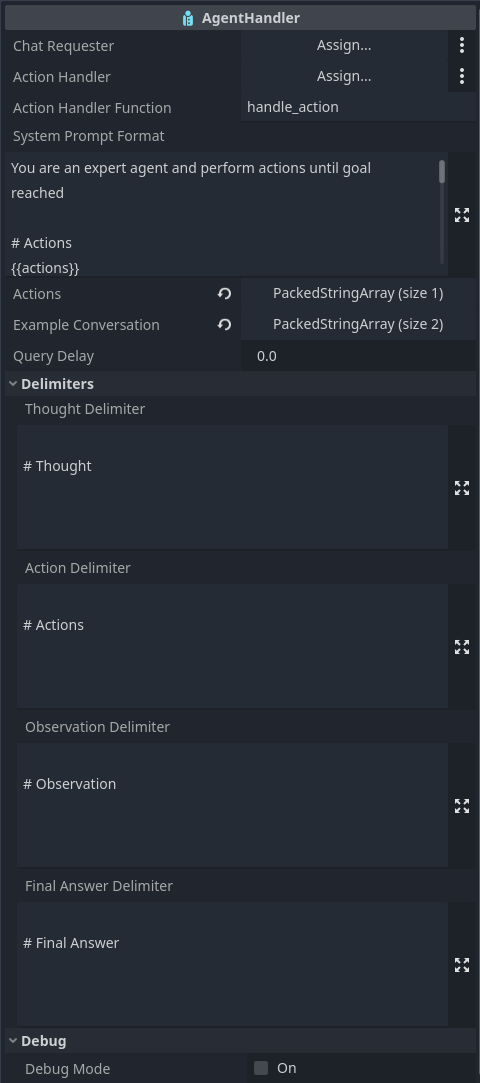 AgentHandler
Chat Requester Assign...
Action Handler Assign...
Action Handler Function handle_action
System Prompt Format
You are an expert agent and perform actions until goal
reached
# Actions
{{actions}}
Actions PackedStringArray (size 1)
Example Conversation PackedStringArray (size 2)
Query Delay 0.0
Delimiters
Thought Delimiter
# Thought
Action Delimiter
# Actions
Observation Delimiter
# Observation
Final Answer Delimiter
# Final Answer
Debug
Debug Mode On